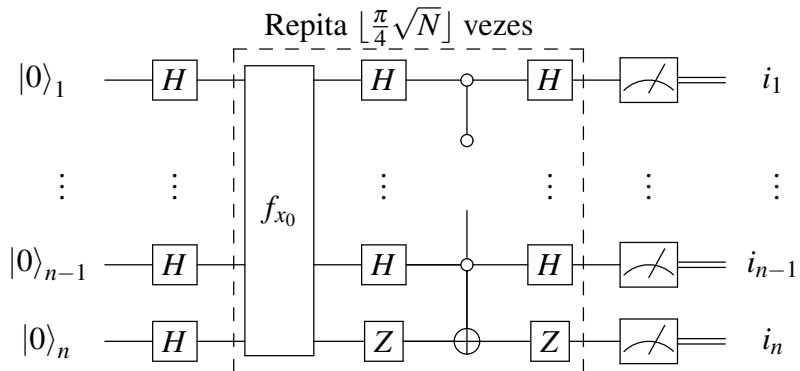 Repita ⌊π/4 √N⌋ vezes
|0⟩₁ H H H i₁
⋮ ⋮ f_{x₀} ⋮ ⋮ ⋮ ⋮
|0⟩ₙ₋₁ H H H iₙ₋₁
|0⟩ₙ H Z Z iₙ